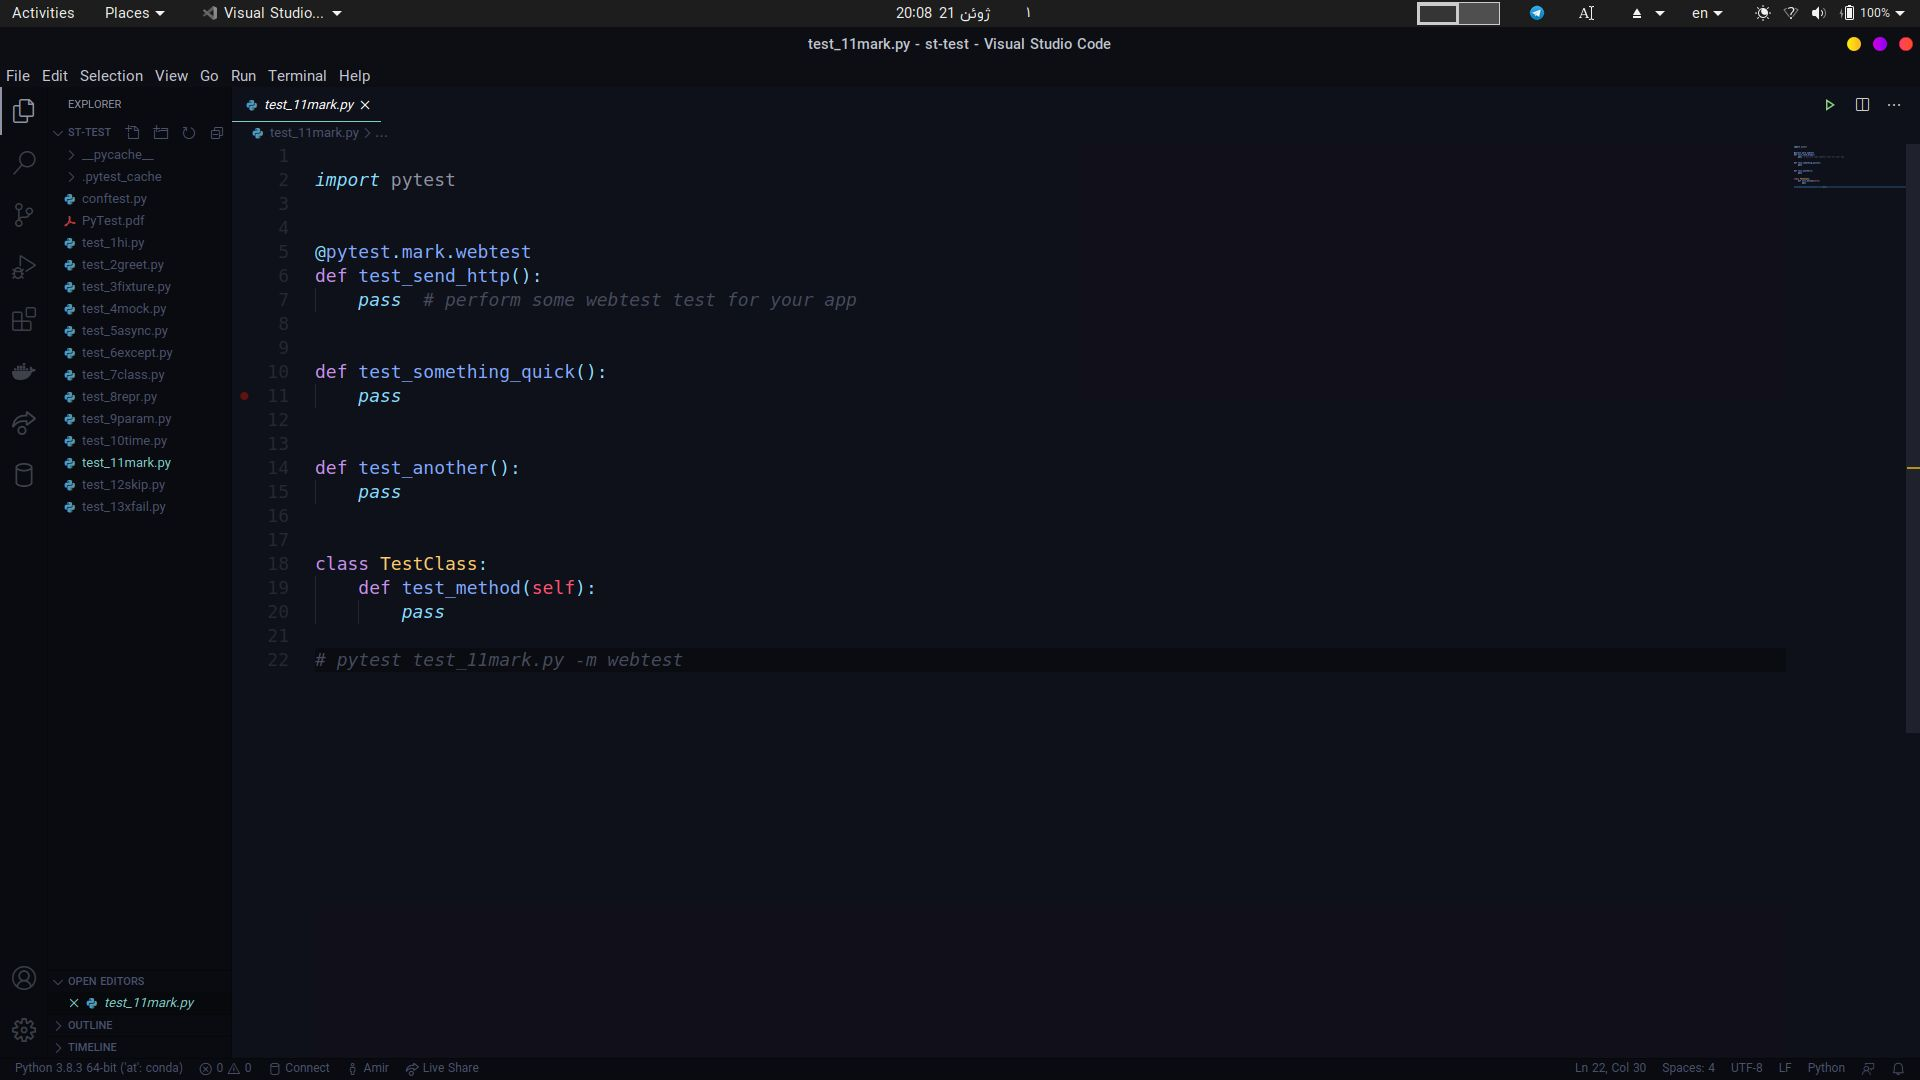 Activities Places Visual Studio... 20:08 21 ژوئن ۱ en 100%
test_11mark.py - st-test - Visual Studio Code
File Edit Selection View Go Run Terminal Help
EXPLORER
ST-TEST
__pycache__
.pytest_cache
conftest.py
PyTest.pdf
test_1hi.py
test_2greet.py
test_3fixture.py
test_4mock.py
test_5async.py
test_6except.py
test_7class.py
test_8repr.py
test_9param.py
test_10time.py
test_11mark.py
test_12skip.py
test_13xfail.py
OPEN EDITORS
test_11mark.py
OUTLINE
TIMELINE
test_11mark.py
test_11mark.py > ...
1
2 import pytest
3
4
5 @pytest.mark.webtest
6 def test_send_http():
7     pass  # perform some webtest test for your app
8
9
10 def test_something_quick():
11     pass
12
13
14 def test_another():
15     pass
16
17
18 class TestClass:
19     def test_method(self):
20         pass
21
22 # pytest test_11mark.py -m webtest
Python 3.8.3 64-bit ('at': conda) 0 0 Connect Amir Live Share Ln 22, Col 30 Spaces: 4 UTF-8 LF Python